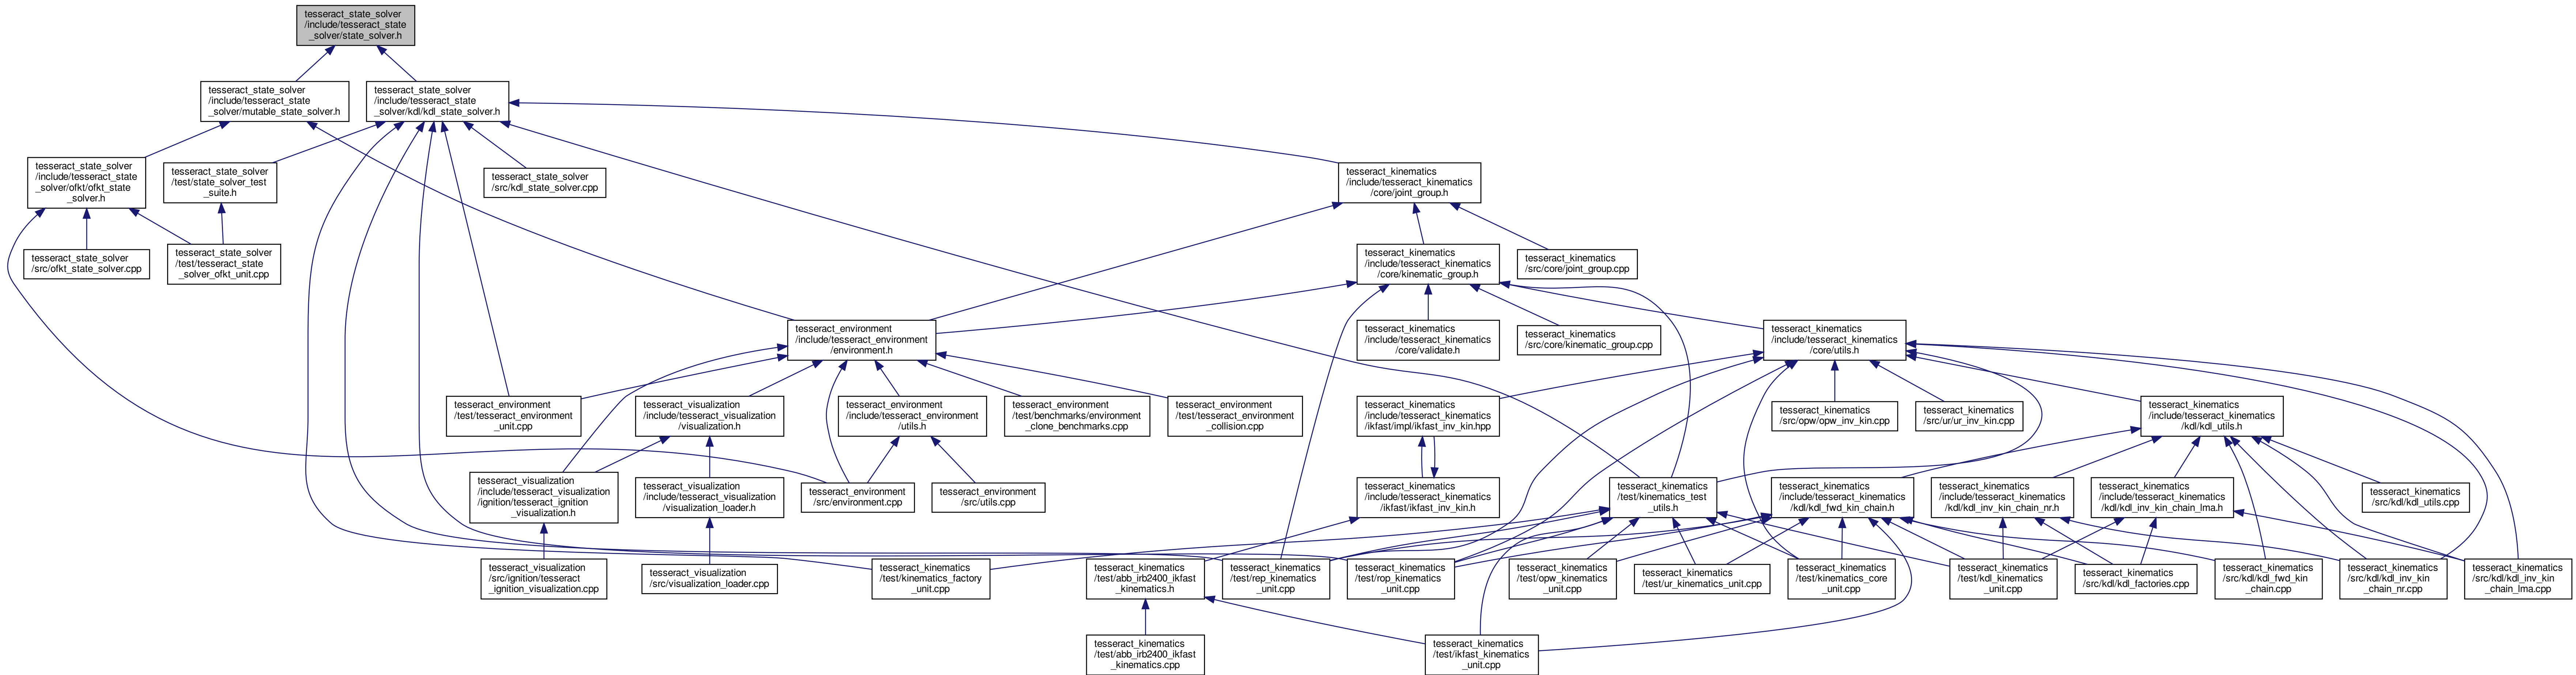 tesseract_state_solver
/include/tesseract_state
_solver/state_solver.h
tesseract_state_solver
/include/tesseract_state
_solver/mutable_state_solver.h
tesseract_state_solver
/include/tesseract_state
_solver/kdl/kdl_state_solver.h
tesseract_state_solver
/include/tesseract_state
_solver/ofkt/ofkt_state
_solver.h
tesseract_state_solver
/test/state_solver_test
_suite.h
tesseract_state_solver
/src/kdl_state_solver.cpp
tesseract_kinematics
/include/tesseract_kinematics
/core/joint_group.h
tesseract_state_solver
/src/ofkt_state_solver.cpp
tesseract_state_solver
/test/tesseract_state
_solver_ofkt_unit.cpp
tesseract_kinematics
/include/tesseract_kinematics
/core/kinematic_group.h
tesseract_kinematics
/src/core/joint_group.cpp
tesseract_environment
/include/tesseract_environment
/environment.h
tesseract_kinematics
/include/tesseract_kinematics
/core/validate.h
tesseract_kinematics
/src/core/kinematic_group.cpp
tesseract_kinematics
/include/tesseract_kinematics
/core/utils.h
tesseract_environment
/test/tesseract_environment
_unit.cpp
tesseract_visualization
/include/tesseract_visualization
/visualization.h
tesseract_environment
/include/tesseract_environment
/utils.h
tesseract_environment
/test/benchmarks/environment
_clone_benchmarks.cpp
tesseract_environment
/test/tesseract_environment
_collision.cpp
tesseract_kinematics
/include/tesseract_kinematics
/ikfast/impl/ikfast_inv_kin.hpp
tesseract_kinematics
/src/opw/opw_inv_kin.cpp
tesseract_kinematics
/src/ur/ur_inv_kin.cpp
tesseract_kinematics
/include/tesseract_kinematics
/kdl/kdl_utils.h
tesseract_visualization
/include/tesseract_visualization
/ignition/tesseract_ignition
_visualization.h
tesseract_visualization
/include/tesseract_visualization
/visualization_loader.h
tesseract_environment
/src/environment.cpp
tesseract_environment
/src/utils.cpp
tesseract_kinematics
/include/tesseract_kinematics
/ikfast/ikfast_inv_kin.h
tesseract_kinematics
/test/kinematics_test
_utils.h
tesseract_kinematics
/include/tesseract_kinematics
/kdl/kdl_fwd_kin_chain.h
tesseract_kinematics
/include/tesseract_kinematics
/kdl/kdl_inv_kin_chain_nr.h
tesseract_kinematics
/include/tesseract_kinematics
/kdl/kdl_inv_kin_chain_lma.h
tesseract_kinematics
/src/kdl/kdl_utils.cpp
tesseract_visualization
/src/ignition/tesseract
_ignition_visualization.cpp
tesseract_visualization
/src/visualization_loader.cpp
tesseract_kinematics
/test/kinematics_factory
_unit.cpp
tesseract_kinematics
/test/abb_irb2400_ikfast
_kinematics.h
tesseract_kinematics
/test/rep_kinematics
_unit.cpp
tesseract_kinematics
/test/rop_kinematics
_unit.cpp
tesseract_kinematics
/test/opw_kinematics
_unit.cpp
tesseract_kinematics
/test/ur_kinematics_unit.cpp
tesseract_kinematics
/test/kinematics_core
_unit.cpp
tesseract_kinematics
/test/kdl_kinematics
_unit.cpp
tesseract_kinematics
/src/kdl/kdl_factories.cpp
tesseract_kinematics
/src/kdl/kdl_fwd_kin
_chain.cpp
tesseract_kinematics
/src/kdl/kdl_inv_kin
_chain_nr.cpp
tesseract_kinematics
/src/kdl/kdl_inv_kin
_chain_lma.cpp
tesseract_kinematics
/test/abb_irb2400_ikfast
_kinematics.cpp
tesseract_kinematics
/test/ikfast_kinematics
_unit.cpp